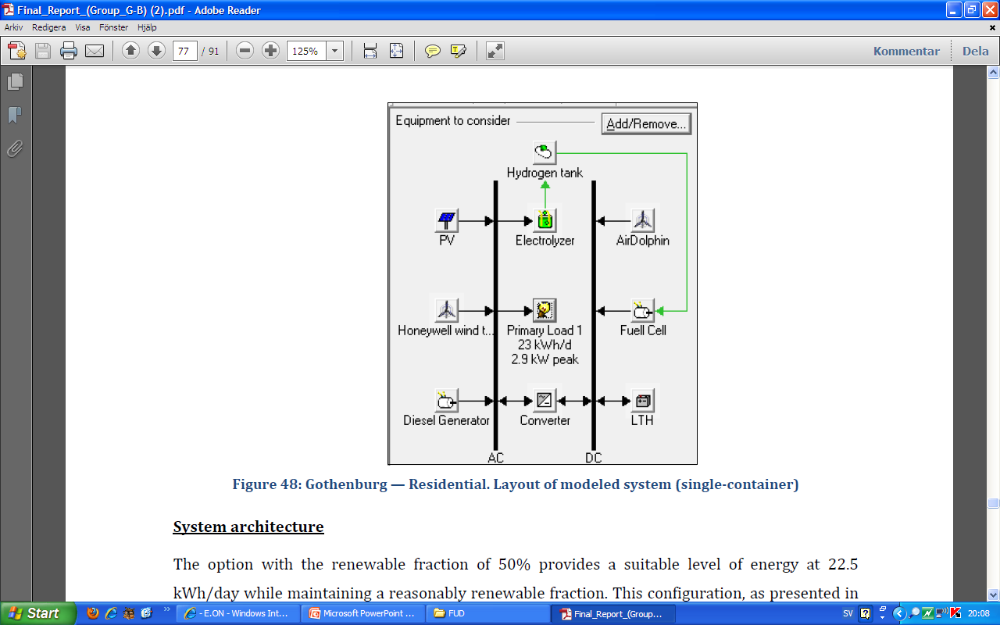 Final_Report_(Group_G-B) (2).pdf - Adobe Reader
Arkiv Redigera Visa Fönster Hjälp
77 / 91 125% Kommentar Dela
Equipment to consider Add/Remove...
Hydrogen tank
PV Electrolyzer AirDolphin
Honeywell wind t... Primary Load 1 Fuell Cell
23 kWh/d
2.9 kW peak
Diesel Generator Converter LTH
AC DC
Figure 48: Gothenburg — Residential. Layout of modeled system (single-container)
System architecture
The option with the renewable fraction of 50% provides a suitable level of energy at 22.5
kWh/day while maintaining a reasonably renewable fraction. This configuration, as presented in
Start - E.ON - Windows Int... Microsoft PowerPoint ... FUD Final_Report_(Group... SV 20:08